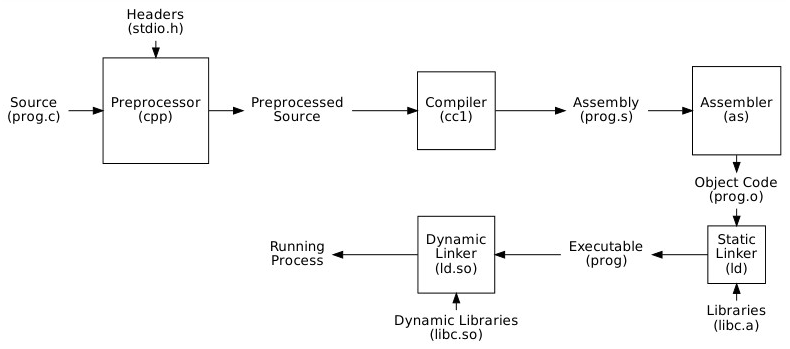 Headers
(stdio.h)
Source
(prog.c)
Preprocessor
(cpp)
Preprocessed
Source
Compiler
(cc1)
Assembly
(prog.s)
Assembler
(as)
Object Code
(prog.o)
Static
Linker
(ld)
Libraries
(libc.a)
Executable
(prog)
Dynamic
Linker
(ld.so)
Dynamic Libraries
(libc.so)
Running
Process